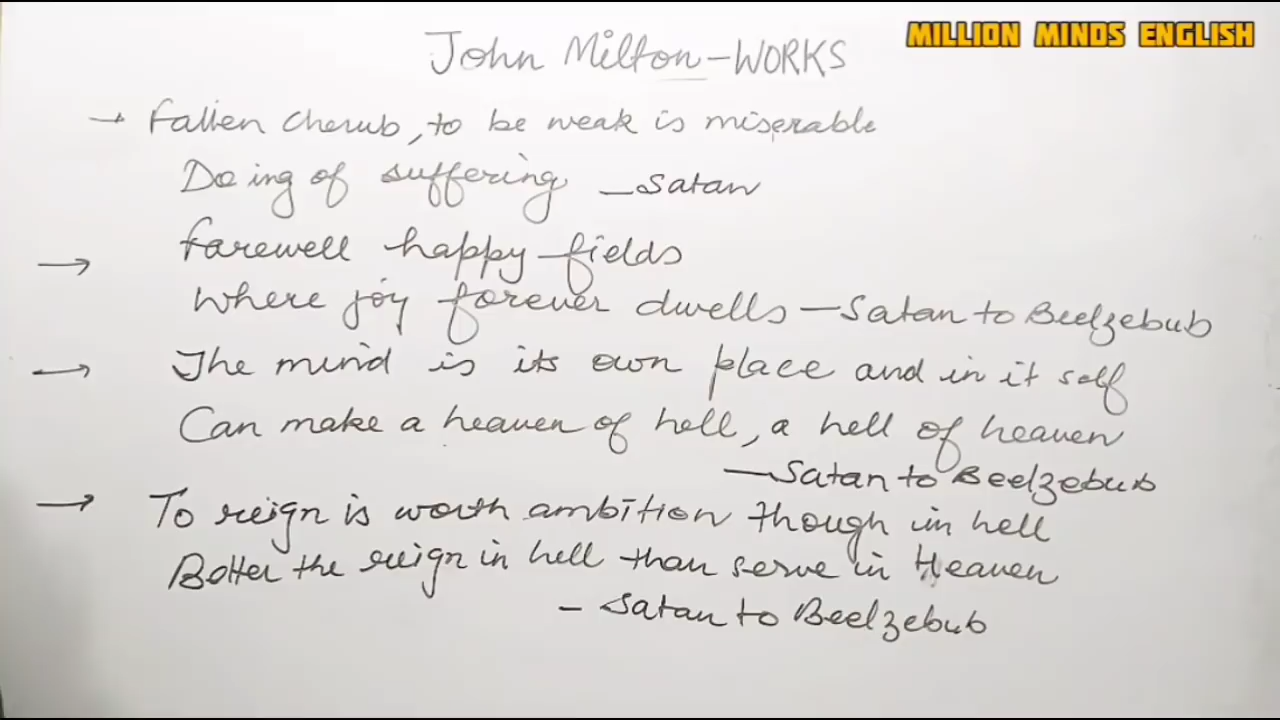 MILLION MINDS ENGLISH
John Milton-WORKS
→ Fallen Cherub, to be weak is miserable
Doing of suffering - Satan
→ Farewell happy fields
Where joy forever dwells - Satan to Beelzebub
→ The mind is its own place and in it self
Can make a heaven of hell, a hell of heaven
- Satan to Beelzebub
→ To reign is worth ambition though in hell
Better the reign in hell than serve in Heaven
- Satan to Beelzebub